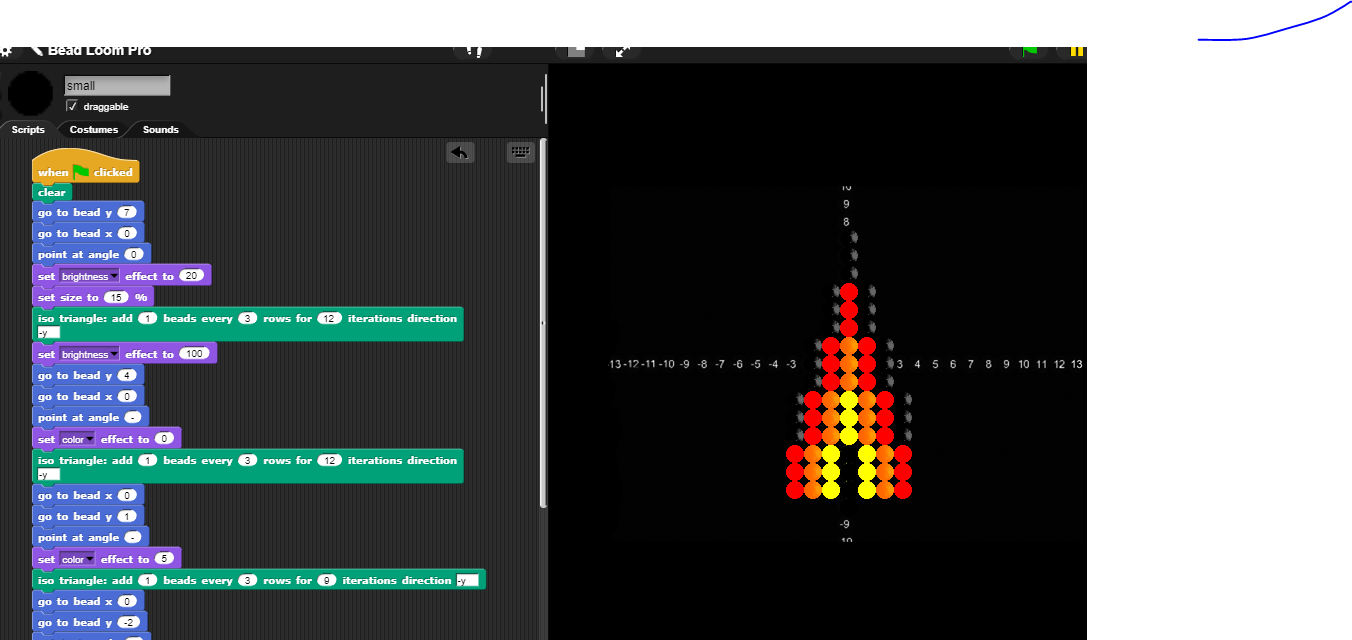 Bead Loom Pro
small
draggable
Scripts Costumes Sounds
when clicked
clear
go to bead y 7
go to bead x 0
point at angle 0
set brightness effect to 20
set size to 15 %
iso triangle: add 1 beads every 3 rows for 12 iterations direction
-y
set brightness effect to 100
go to bead y 4
go to bead x 0
point at angle -
set color effect to 0
iso triangle: add 1 beads every 3 rows for 12 iterations direction
-y
go to bead x 0
go to bead y 1
point at angle -
set color effect to 5
iso triangle: add 1 beads every 3 rows for 9 iterations direction -y
go to bead x 0
go to bead y -2
10
9
8
-13 -12 -11 -10 -9 -8 -7 -6 -5 -4 -3 3 4 5 6 7 8 9 10 11 12 13
-9
10